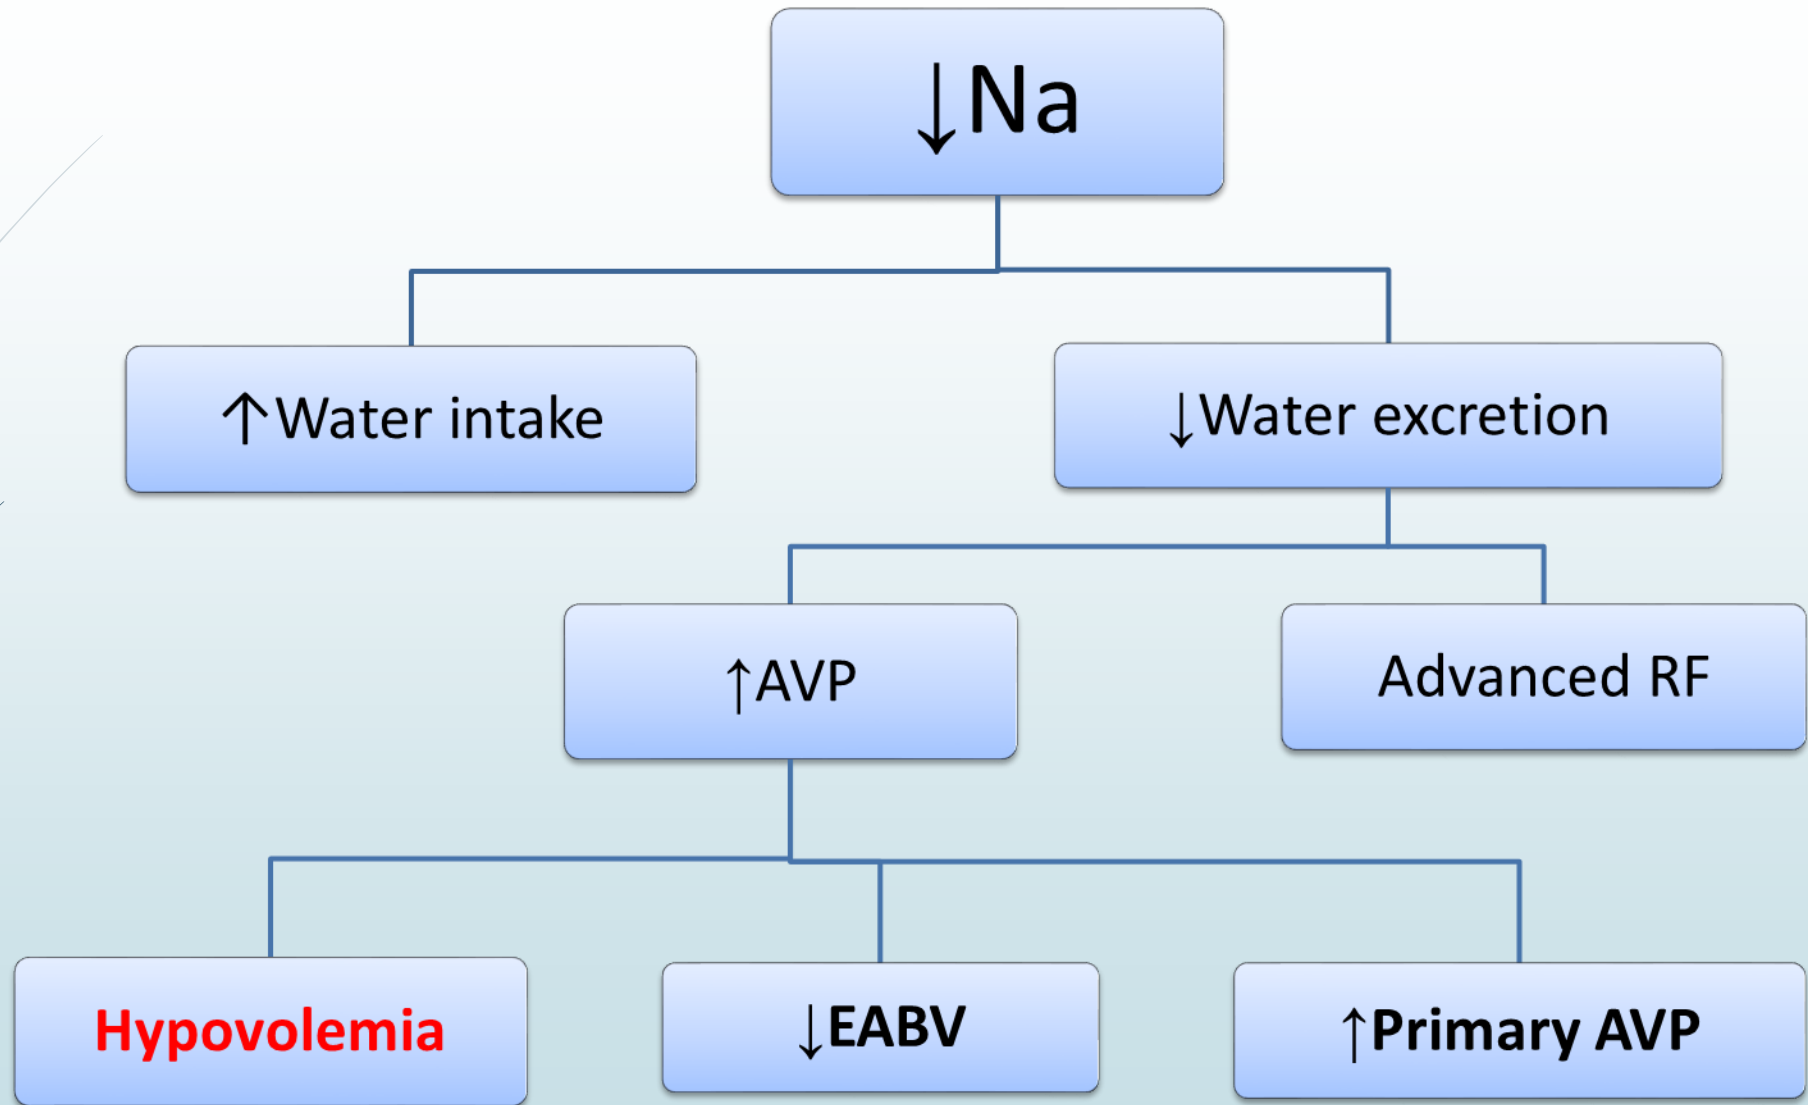 ↓Na
↑Water intake
↓Water excretion
↑AVP
Advanced RF
Hypovolemia
↓EABV
↑Primary AVP